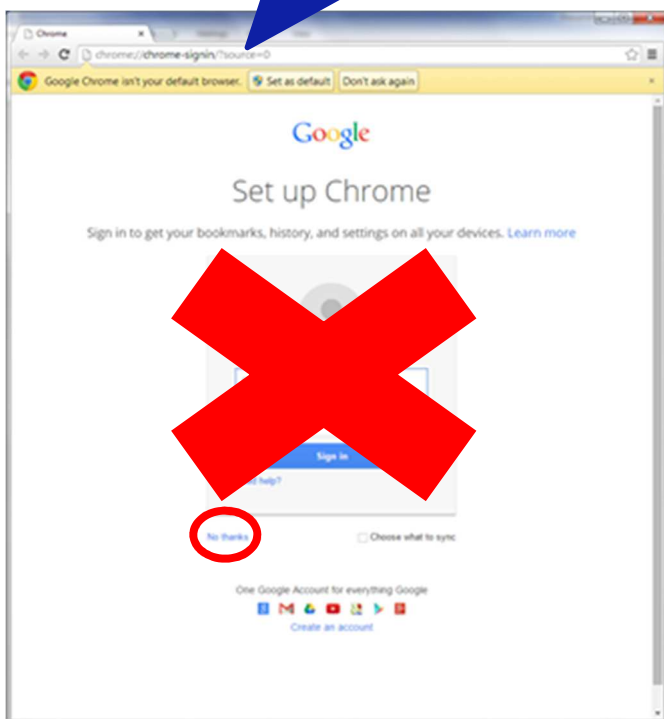 Chrome
chrome://chrome-signin/?source=0
Google Chrome isn't your default browser. Set as default Don't ask again
Google
Set up Chrome
Sign in to get your bookmarks, history, and settings on all your devices. Learn more
Sign in
help?
No thanks Choose what to sync
One Google Account for everything Google
Create an account